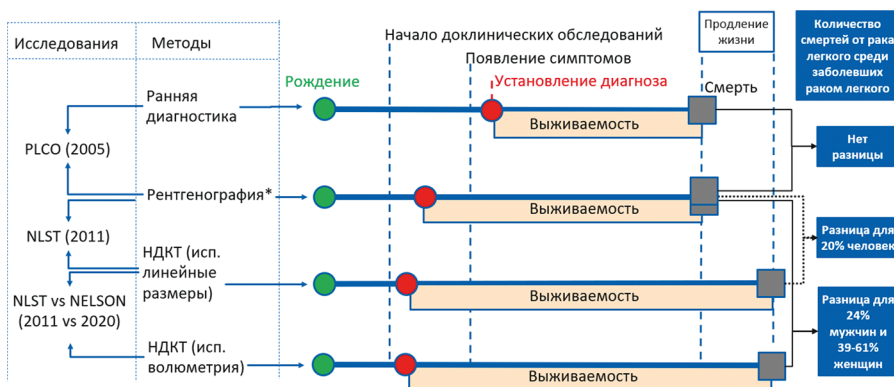 Исследования
Методы
Начало доклинических обследований
Появление симптомов
Продление
жизни
Количество
смертей от рака
легкого среди
заболевших
раком легкого
Рождение
Установление диагноза
Смерть
Ранняя
диагностика
Выживаемость
PLCO (2005)
Нет
разницы
Рентгенография*
Выживаемость
NLST (2011)
Разница для
20% человек
НДКТ (исп.
линейные
размеры)
Выживаемость
NLST vs NELSON
(2011 vs 2020)
Разница для
24%
мужчин и
39-61%
женщин
НДКТ (исп.
волюметрия)
Выживаемость